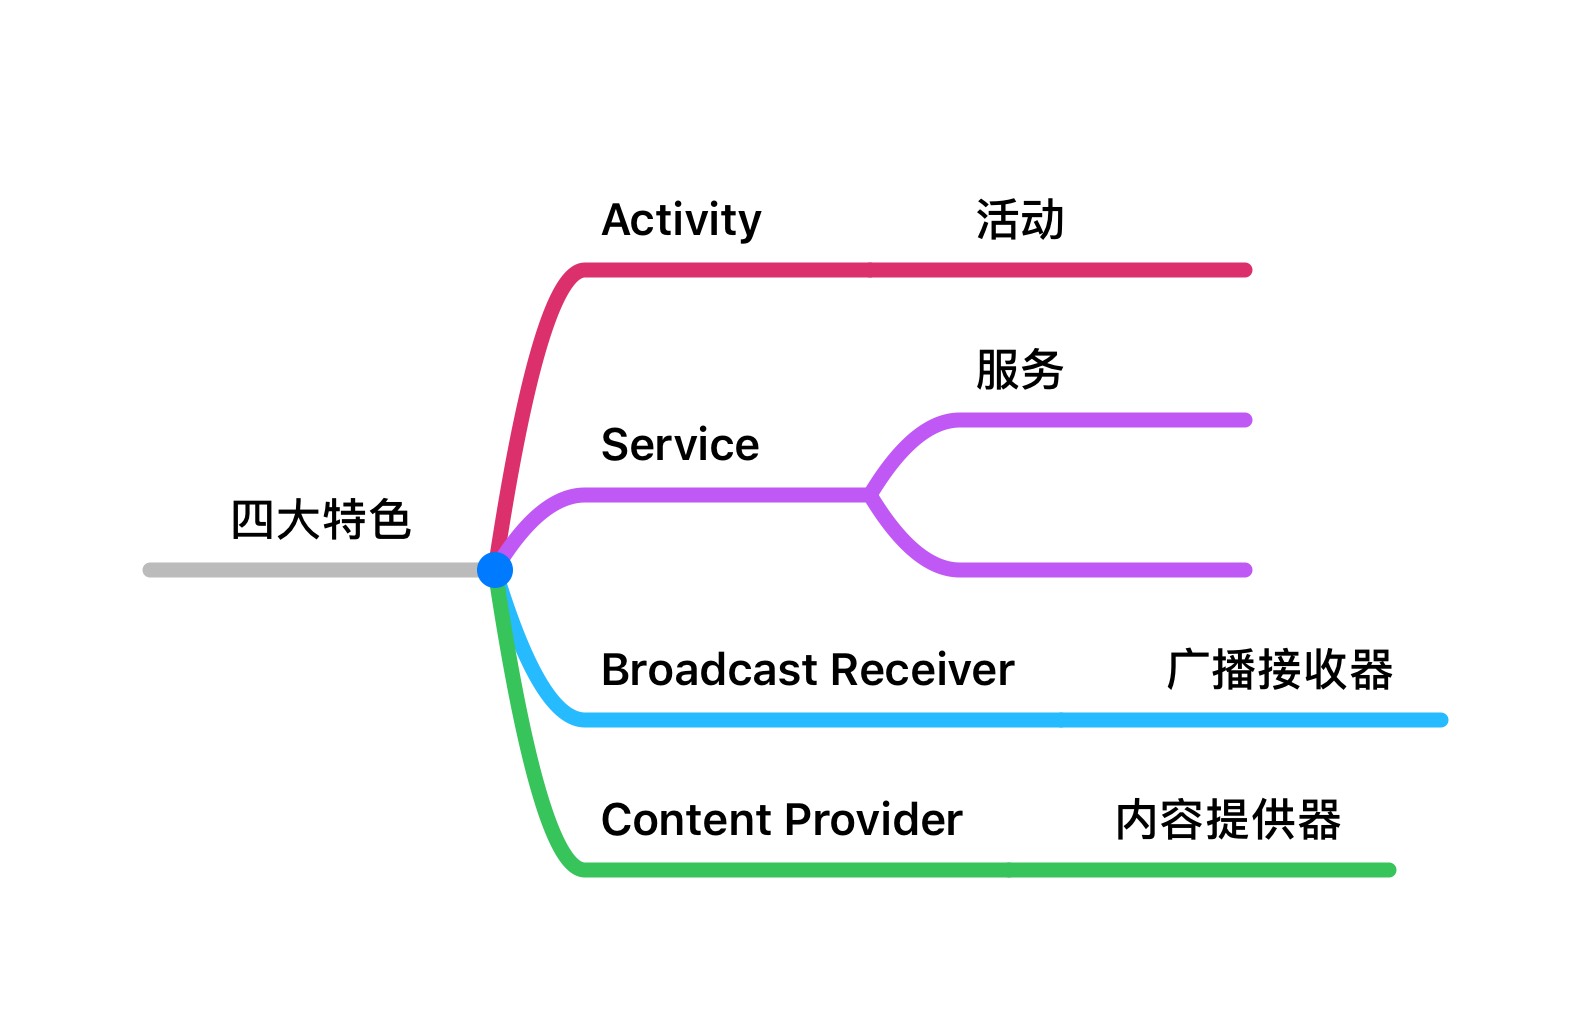 四大特色
Activity
活动
Service
服务
Broadcast Receiver
广播接收器
Content Provider
内容提供器